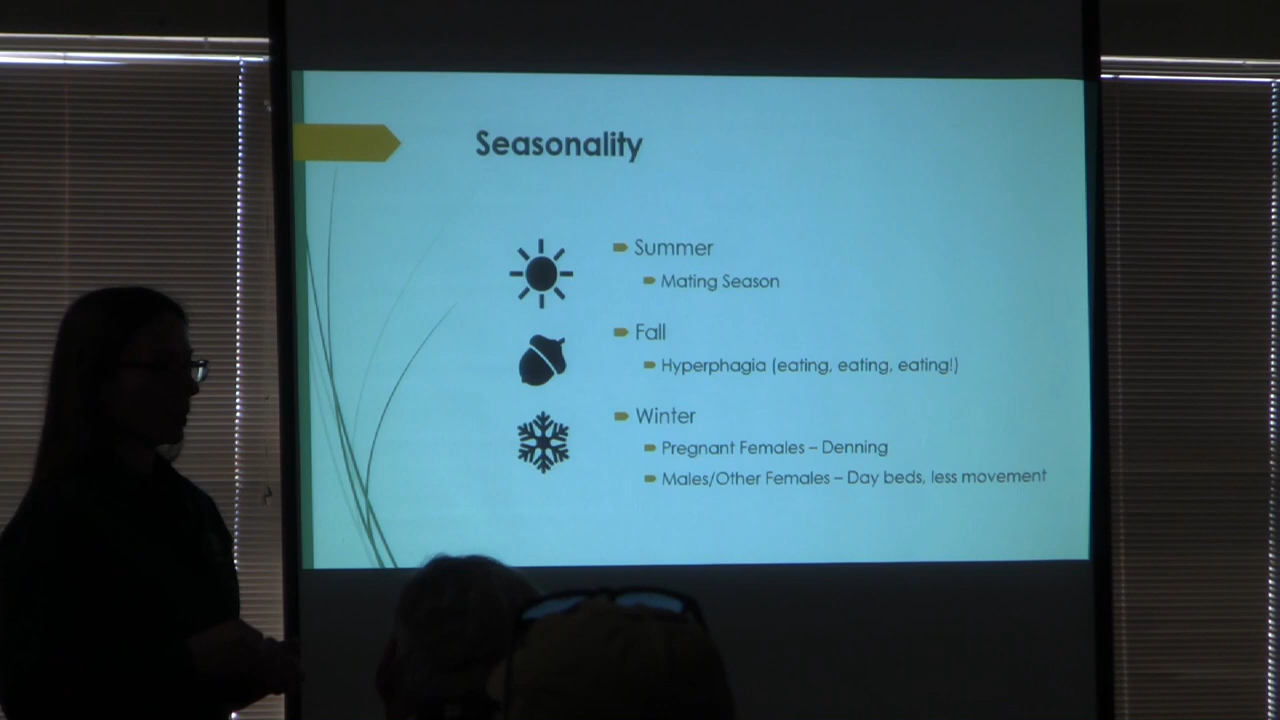 Seasonality
Summer
Mating Season
Fall
Hyperphagia (eating, eating, eating!)
Winter
Pregnant Females – Denning
Males/Other Females – Day beds, less movement